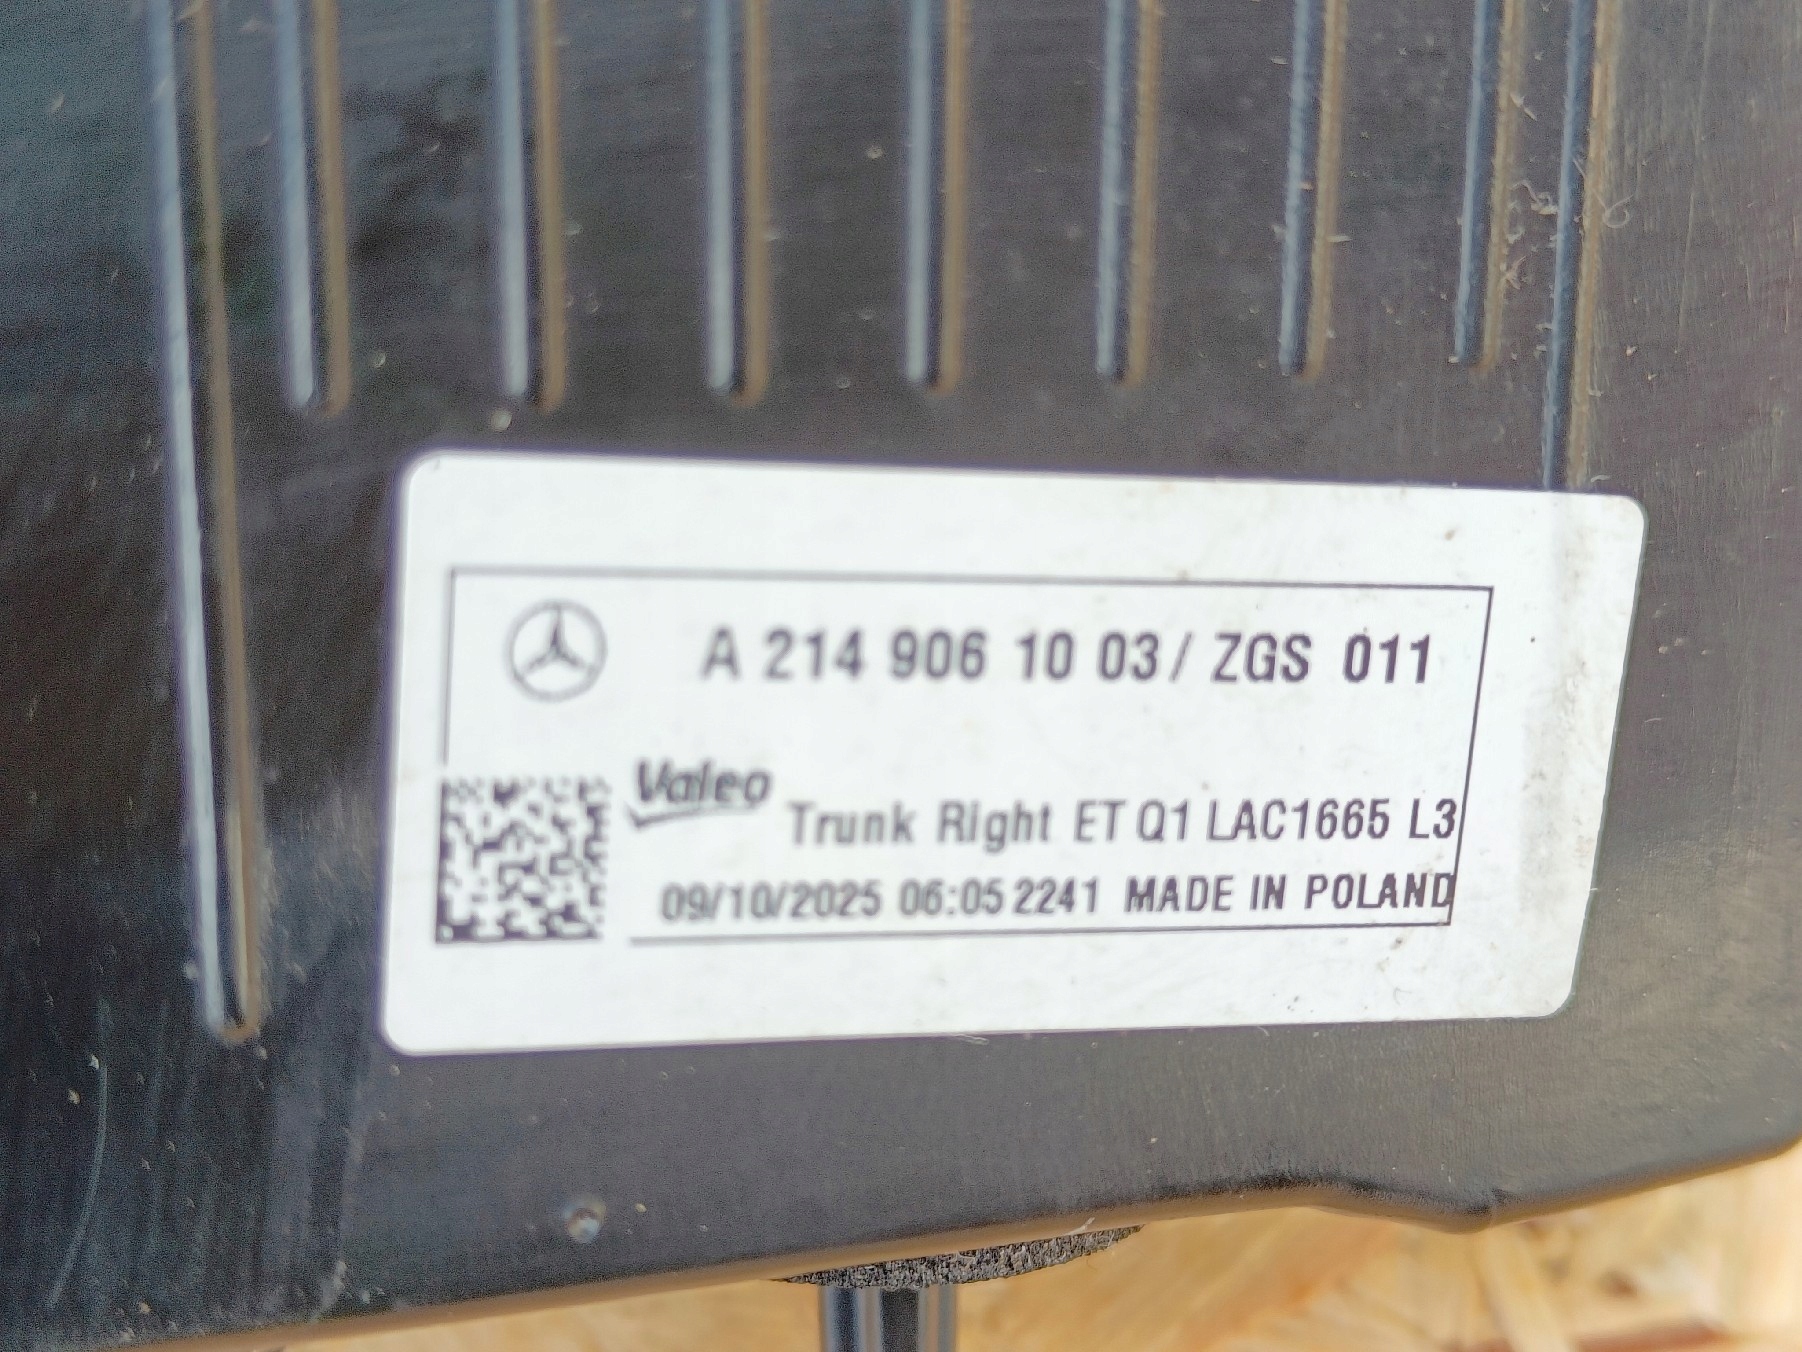 A 214 906 10 03 / ZGS 011
Valeo
Trunk Right ET Q1 LAC1665 L3
09/10/2025 06:05 2241 MADE IN POLAND